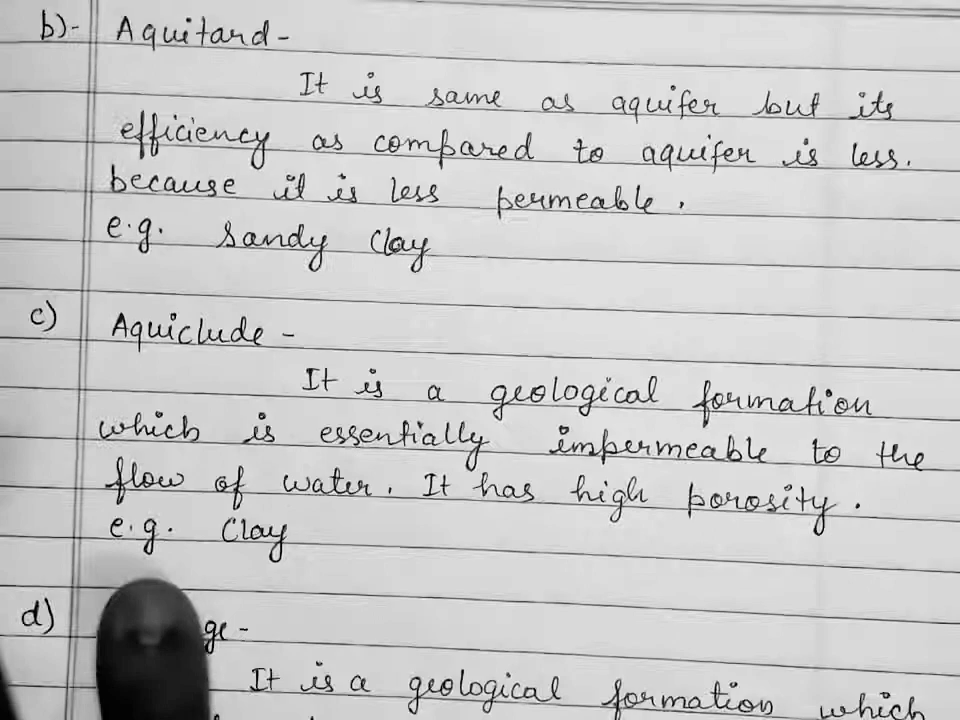 b)- Aquitard -
It is same as aquifer but its
efficiency as compared to aquifer is less.
because it is less permeable.
e.g. Sandy Clay
c) Aquiclude -
It is a geological formation
which is essentially impermeable to the
flow of water. It has high porosity.
e.g. Clay
d)
It is a geological formation which